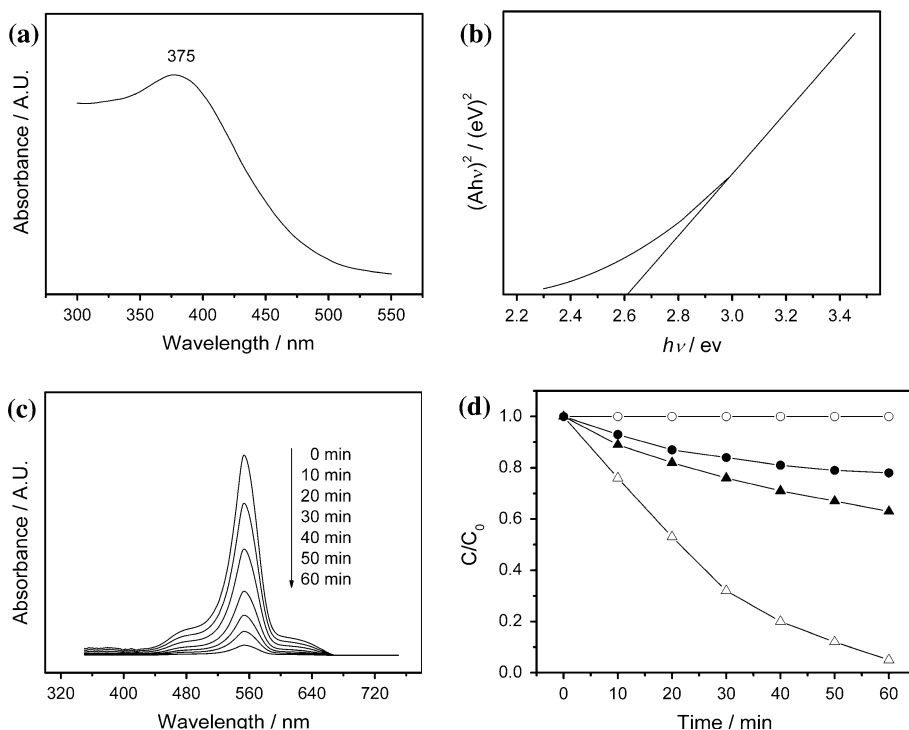 (a)
375
Absorbance / A.U.
300 350 400 450 500 550
Wavelength / nm
(b)
(Ahν)² / (eV)²
2.2 2.4 2.6 2.8 3.0 3.2 3.4
hν / ev
(c)
Absorbance / A.U.
0 min
10 min
20 min
30 min
40 min
50 min
60 min
320 400 480 560 640 720
Wavelength / nm
(d)
C/C₀
1.0
0.8
0.6
0.4
0.2
0.0
0 10 20 30 40 50 60
Time / min